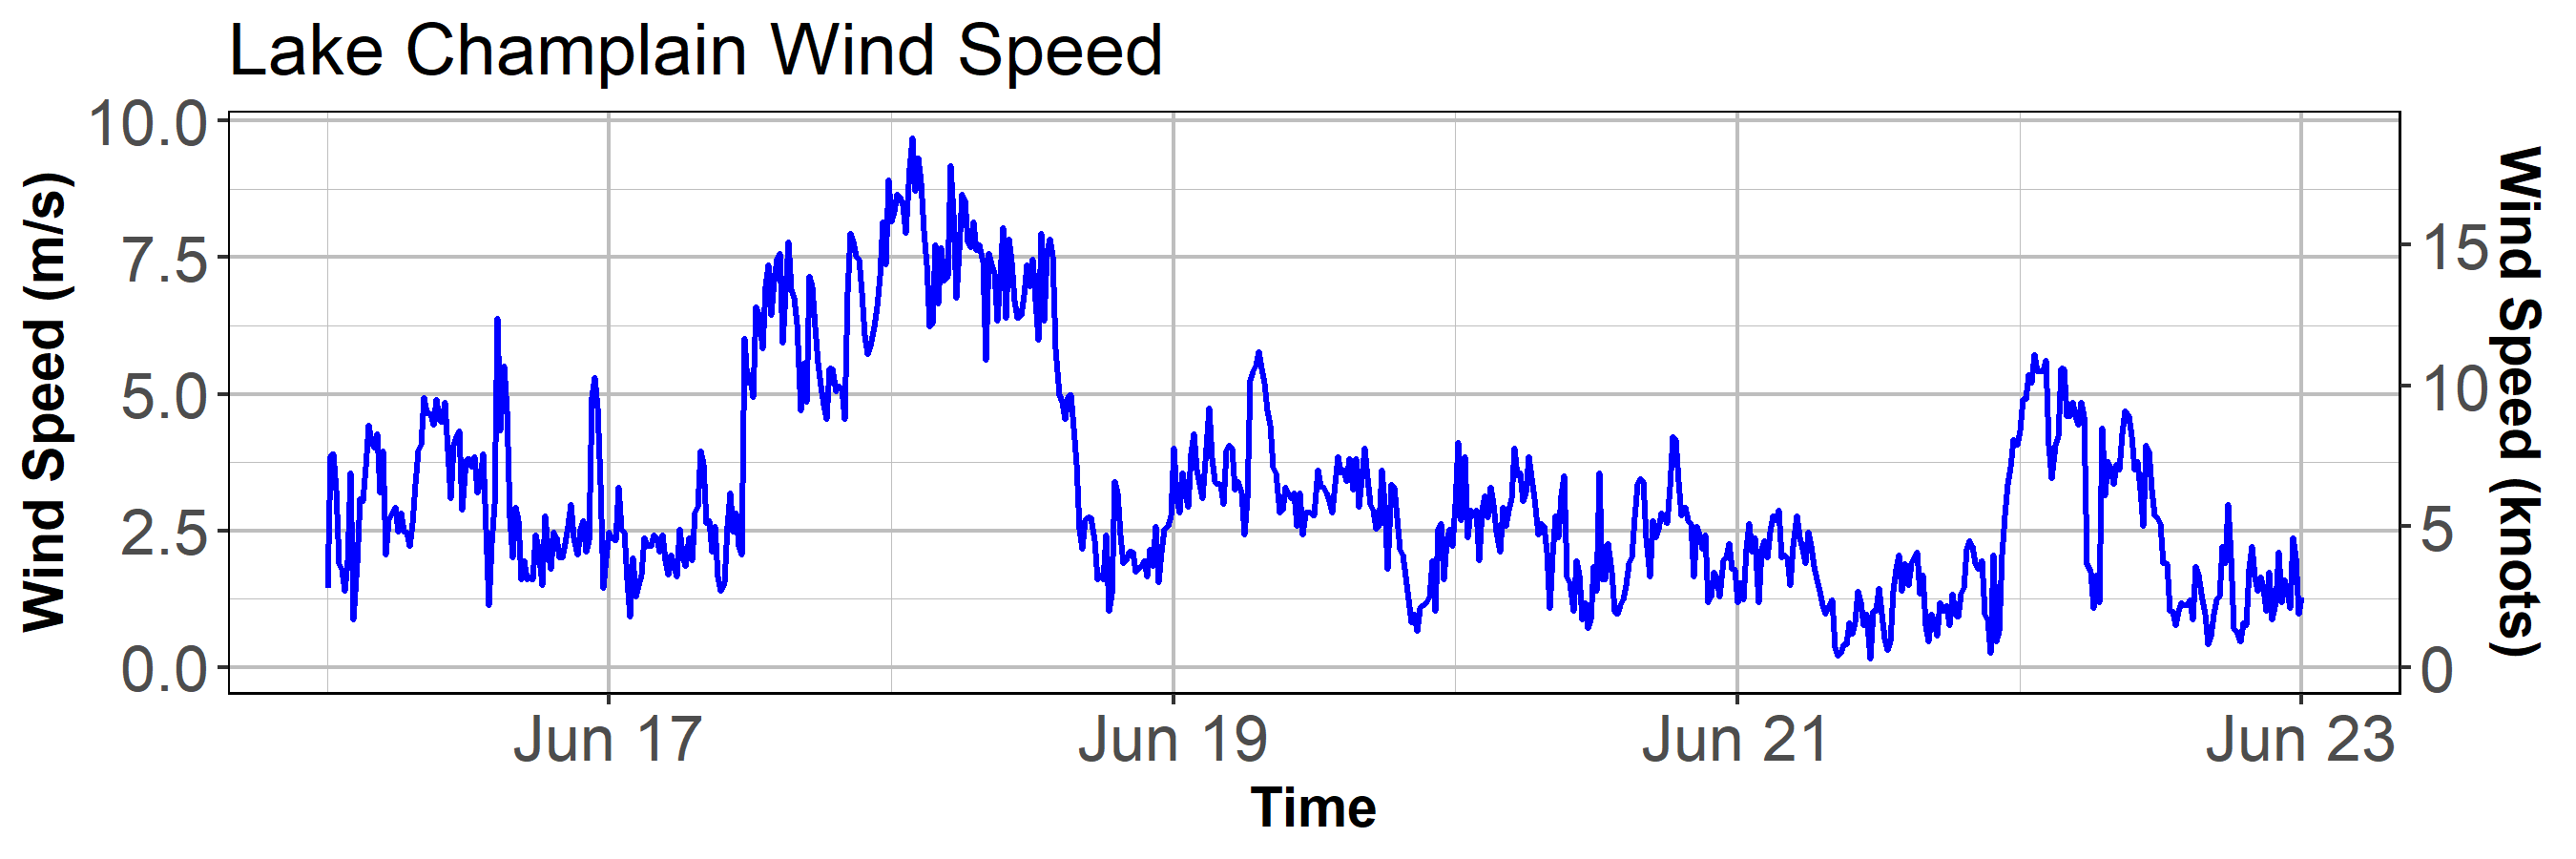 Lake Champlain Wind Speed
Wind Speed (m/s)
10.0
7.5
5.0
2.5
0.0
Wind Speed (knots)
15
10
5
0
Jun 17
Jun 19
Jun 21
Jun 23
Time